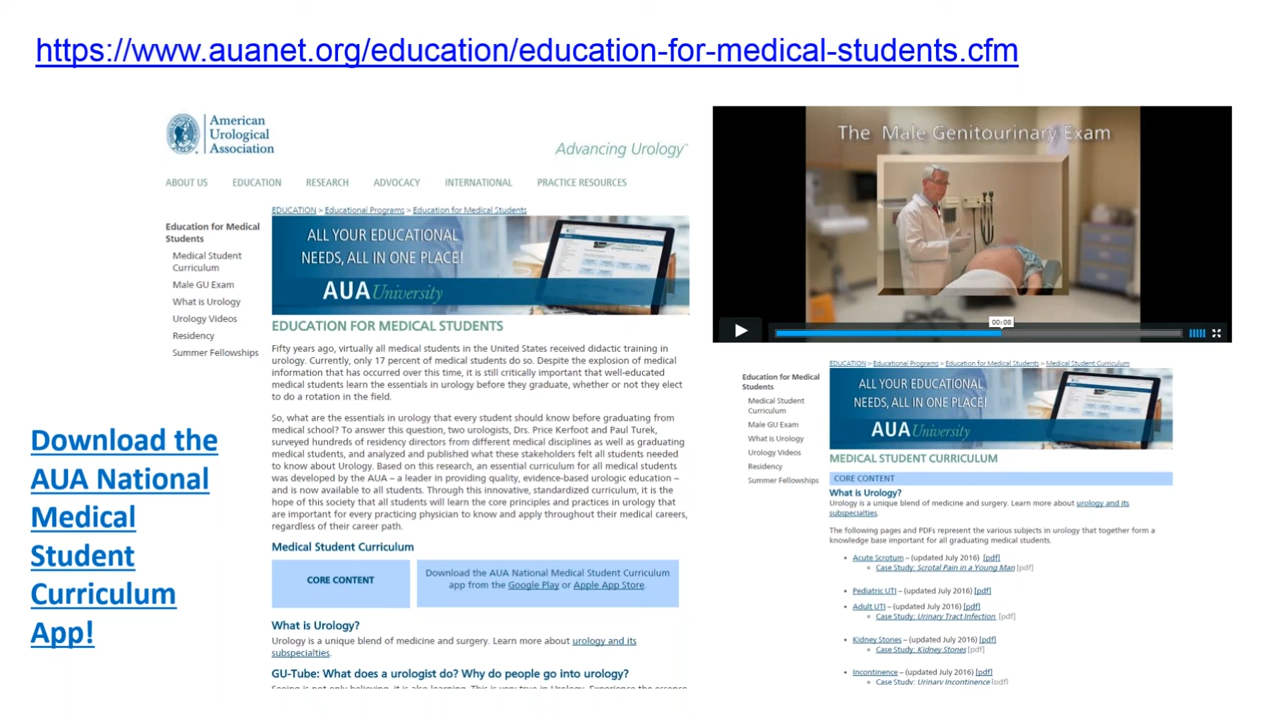 https://www.auanet.org/education/education-for-medical-students.cfm
American
Urological
Association
Advancing Urology™
ABOUT US EDUCATION RESEARCH ADVOCACY INTERNATIONAL PRACTICE RESOURCES
Education for Medical
Students
Medical Student
Curriculum
Male GU Exam
What is Urology
Urology Videos
Residency
Summer Fellowships
EDUCATION > Educational Programs > Education for Medical Students
ALL YOUR EDUCATIONAL
NEEDS, ALL IN ONE PLACE!
AUA University
EDUCATION FOR MEDICAL STUDENTS
Fifty years ago, virtually all medical students in the United States received didactic training in
urology. Currently, only 17 percent of medical students do so. Despite the explosion of medical
information that has occurred over this time, it is still critically important that well-educated
medical students learn the essentials in urology before they graduate, whether or not they elect
to do a rotation in the field.
So, what are the essentials in urology that every student should know before graduating from
medical school? To answer this question, two urologists, Drs. Price Kerfoot and Paul Turek,
surveyed hundreds of residency directors from different medical disciplines as well as graduating
medical students, and analyzed and published what these stakeholders felt all students needed
to know about Urology. Based on this research, an essential curriculum for all medical students
was developed by the AUA – a leader in providing quality, evidence-based urologic education –
and is now available to all students. Through this innovative, standardized curriculum, it is the
hope of this society that all students will learn the core principles and practices in urology that
are important for every practicing physician to know and apply throughout their medical careers,
regardless of their career path.
Medical Student Curriculum
CORE CONTENT
Download the AUA National Medical Student Curriculum
app from the Google Play or Apple App Store.
What is Urology?
Urology is a unique blend of medicine and surgery. Learn more about urology and its
subspecialties.
GU-Tube: What does a urologist do? Why do people go into urology?
Seeing is not only believing, it is also learning. This is very true in Urology. Experience the essence
Download the
AUA National
Medical
Student
Curriculum
App!
The Male Genitourinary Exam
00:08
EDUCATION > Educational Programs > Education for Medical Students > Medical Student Curriculum
Education for Medical
Students
Medical Student
Curriculum
Male GU Exam
What is Urology
Urology Videos
Residency
Summer Fellowships
ALL YOUR EDUCATIONAL
NEEDS, ALL IN ONE PLACE!
AUA University
MEDICAL STUDENT CURRICULUM
CORE CONTENT
What is Urology?
Urology is a unique blend of medicine and surgery. Learn more about urology and its
subspecialties.
The following pages and PDFs represent the various subjects in urology that together form a
knowledge base important for all graduating medical students.
• Acute Scrotum – (updated July 2016) [pdf]
Case Study: Scrotal Pain in a Young Man [pdf]
• Pediatric UTI – (updated July 2016) [pdf]
• Adult UTI – (updated July 2016) [pdf]
Case Study: Urinary Tract Infection [pdf]
• Kidney Stones – (updated July 2016) [pdf]
Case Study: Kidney Stones [pdf]
• Incontinence – (updated July 2016) [pdf]
Case Study: Urinary Incontinence [pdf]